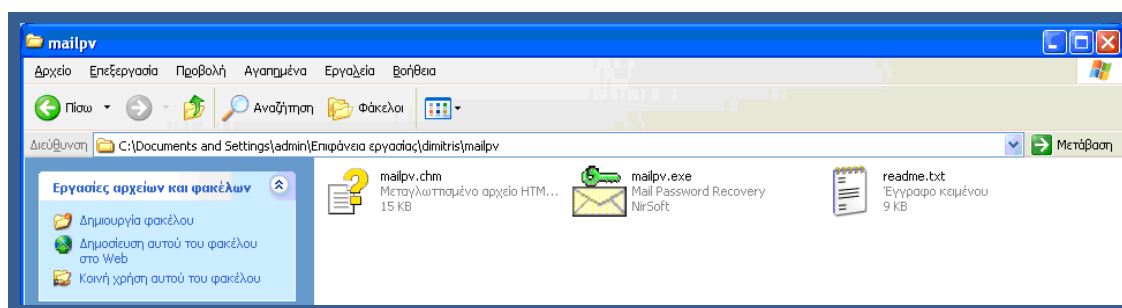 mailpv
Αρχείο Επεξεργασία Προβολή Αγαπημένα Εργαλεία Βοήθεια
Πίσω Αναζήτηση Φάκελοι
Διεύθυνση C:\Documents and Settings\admin\Επιφάνεια εργασίας\dimitris\mailpv Μετάβαση
Εργασίες αρχείων και φακέλων
Δημιουργία φακέλου
Δημοσίευση αυτού του φακέλου
στο Web
Κοινή χρήση αυτού του φακέλου
mailpv.chm
Μεταγλωττισμένο αρχείο HTM...
15 KB
mailpv.exe
Mail Password Recovery
NirSoft
readme.txt
Έγγραφο κειμένου
9 KB